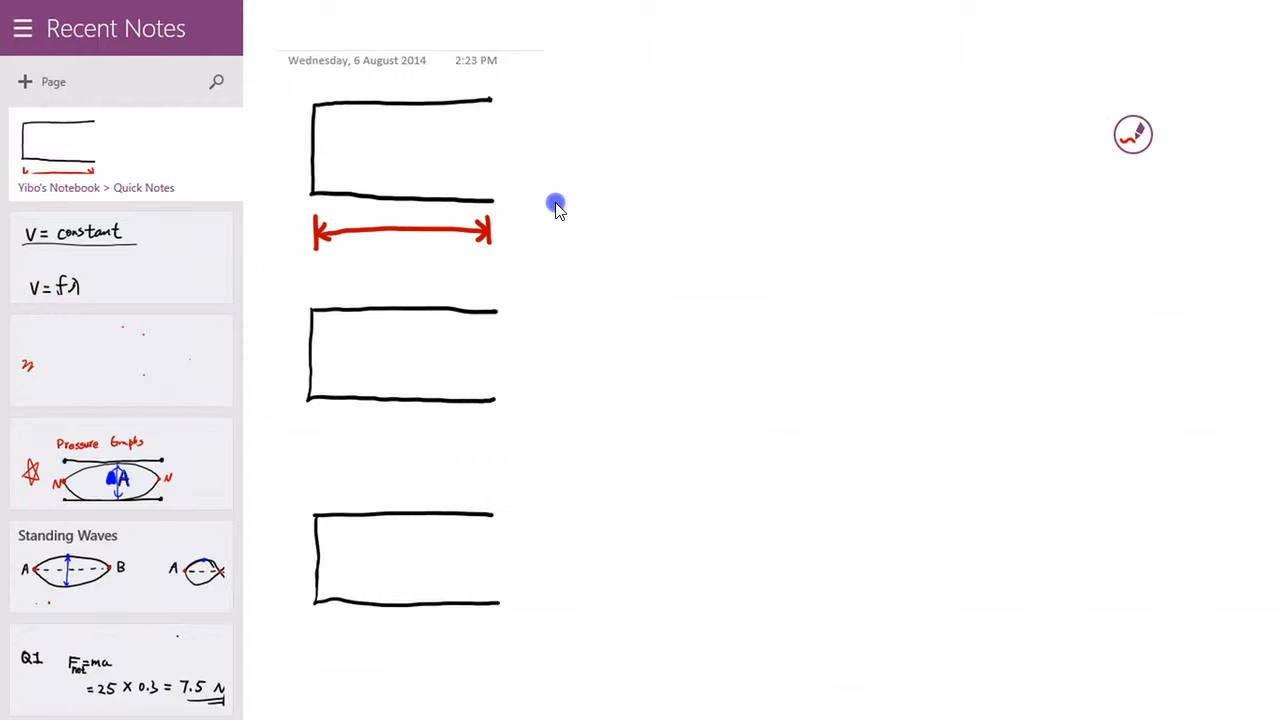 Recent Notes
Page
Wednesday, 6 August 2014 2:23 PM
Yibo's Notebook > Quick Notes
V = constant
V = fλ
Pressure Graphs
N A N
Standing Waves
A B A
Q1 Fnet = ma
= 25 × 0.3 = 7.5 N